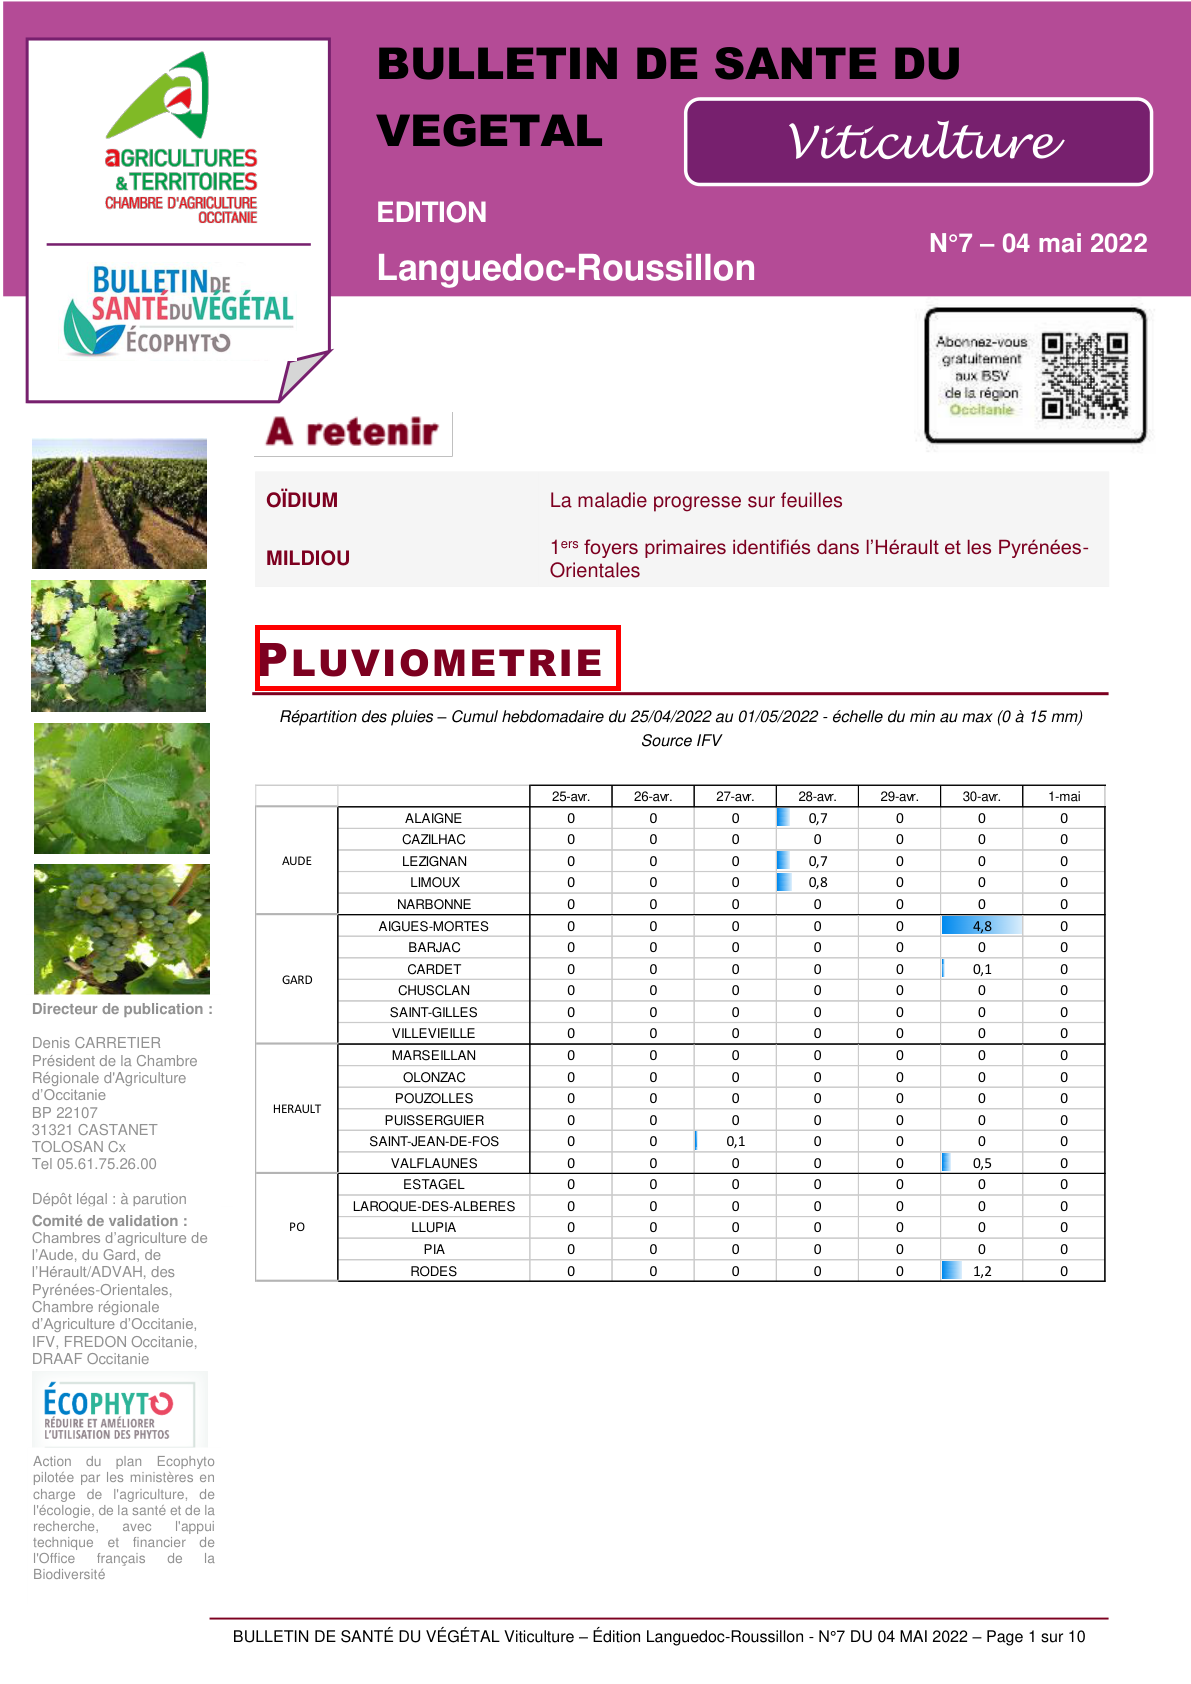 BULLETIN DE SANTE DU
VEGETAL
Viticulture
EDITION
Languedoc-Roussillon
N°7 – 04 mai 2022
aGRICULTURES
& TERRITOIRES
CHAMBRE D'AGRICULTURE
OCCITANIE
BULLETIN DE
SANTÉ DU VÉGÉTAL
ÉCOPHYTO
Abonnez-vous
gratuitement
aux BSV
de la région
Occitanie
A retenir
OÏDIUM La maladie progresse sur feuilles
MILDIOU 1ers foyers primaires identifiés dans l'Hérault et les Pyrénées-
Orientales
PLUVIOMETRIE
Répartition des pluies – Cumul hebdomadaire du 25/04/2022 au 01/05/2022 - échelle du min au max (0 à 15 mm)
Source IFV
25-avr. 26-avr. 27-avr. 28-avr. 29-avr. 30-avr. 1-mai
AUDE
ALAIGNE 0 0 0 0,7 0 0 0
CAZILHAC 0 0 0 0 0 0 0
LEZIGNAN 0 0 0 0,7 0 0 0
LIMOUX 0 0 0 0,8 0 0 0
NARBONNE 0 0 0 0 0 0 0
GARD
AIGUES-MORTES 0 0 0 0 0 4,8 0
BARJAC 0 0 0 0 0 0 0
CARDET 0 0 0 0 0 0,1 0
CHUSCLAN 0 0 0 0 0 0 0
SAINT-GILLES 0 0 0 0 0 0 0
VILLEVIEILLE 0 0 0 0 0 0 0
HERAULT
MARSEILLAN 0 0 0 0 0 0 0
OLONZAC 0 0 0 0 0 0 0
POUZOLLES 0 0 0 0 0 0 0
PUISSERGUIER 0 0 0 0 0 0 0
SAINT-JEAN-DE-FOS 0 0 0,1 0 0 0 0
VALFLAUNES 0 0 0 0 0 0,5 0
PO
ESTAGEL 0 0 0 0 0 0 0
LAROQUE-DES-ALBERES 0 0 0 0 0 0 0
LLUPIA 0 0 0 0 0 0 0
PIA 0 0 0 0 0 0 0
RODES 0 0 0 0 0 1,2 0
Directeur de publication :
Denis CARRETIER
Président de la Chambre
Régionale d'Agriculture
d'Occitanie
BP 22107
31321 CASTANET
TOLOSAN Cx
Tel 05.61.75.26.00
Dépôt légal : à parution
Comité de validation :
Chambres d'agriculture de
l'Aude, du Gard, de
l'Hérault/ADVAH, des
Pyrénées-Orientales,
Chambre régionale
d'Agriculture d'Occitanie,
IFV, FREDON Occitanie,
DRAAF Occitanie
ÉCOPHYTO
RÉDUIRE ET AMÉLIORER
L'UTILISATION DES PHYTOS
Action du plan Ecophyto
pilotée par les ministères en
charge de l'agriculture, de
l'écologie, de la santé et de la
recherche, avec l'appui
technique et financier de
l'Office français de la
Biodiversité
BULLETIN DE SANTÉ DU VÉGÉTAL Viticulture – Édition Languedoc-Roussillon - N°7 DU 04 MAI 2022 – Page 1 sur 10